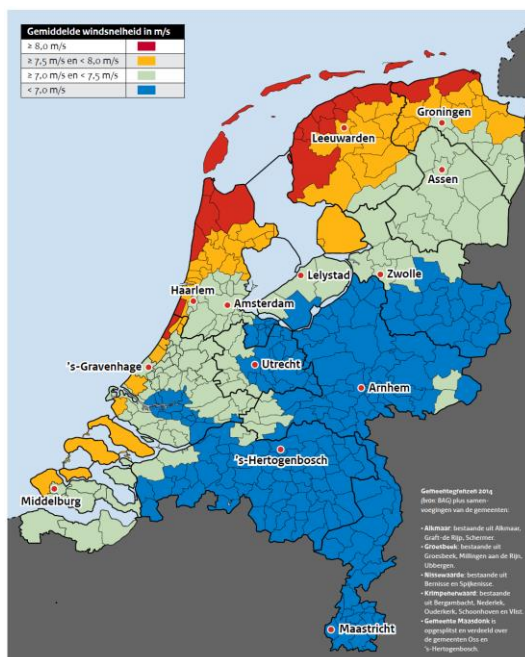 Gemiddelde windsnelheid in m/s
≥ 8,0 m/s
≥ 7,5 m/s en < 8,0 m/s
≥ 7,0 m/s en < 7,5 m/s
< 7,0 m/s
Groningen
Leeuwarden
Assen
Lelystad
Zwolle
Haarlem
Amsterdam
's-Gravenhage
Utrecht
Arnhem
's-Hertogenbosch
Middelburg
Maastricht
Gemeentegrenzen 2014
(bron: BAG) plus samen-
voegingen van de gemeenten:
• Alkmaar: bestaande uit Alkmaar,
Graft-de Rijp, Schermer.
• Groesbeek: bestaande uit
Groesbeek, Millingen aan de Rijn,
Ubbergen.
• Nissewaarde: bestaande uit
Bernisse en Spijkenisse.
• Krimpenerwaard: bestaande
uit Bergambacht, Nederlek,
Ouderkerk, Schoonhoven en Vlist.
• Gemeente Maasdonk is
opgesplitst en verdeeld over
de gemeenten Oss en
's-Hertogenbosch.